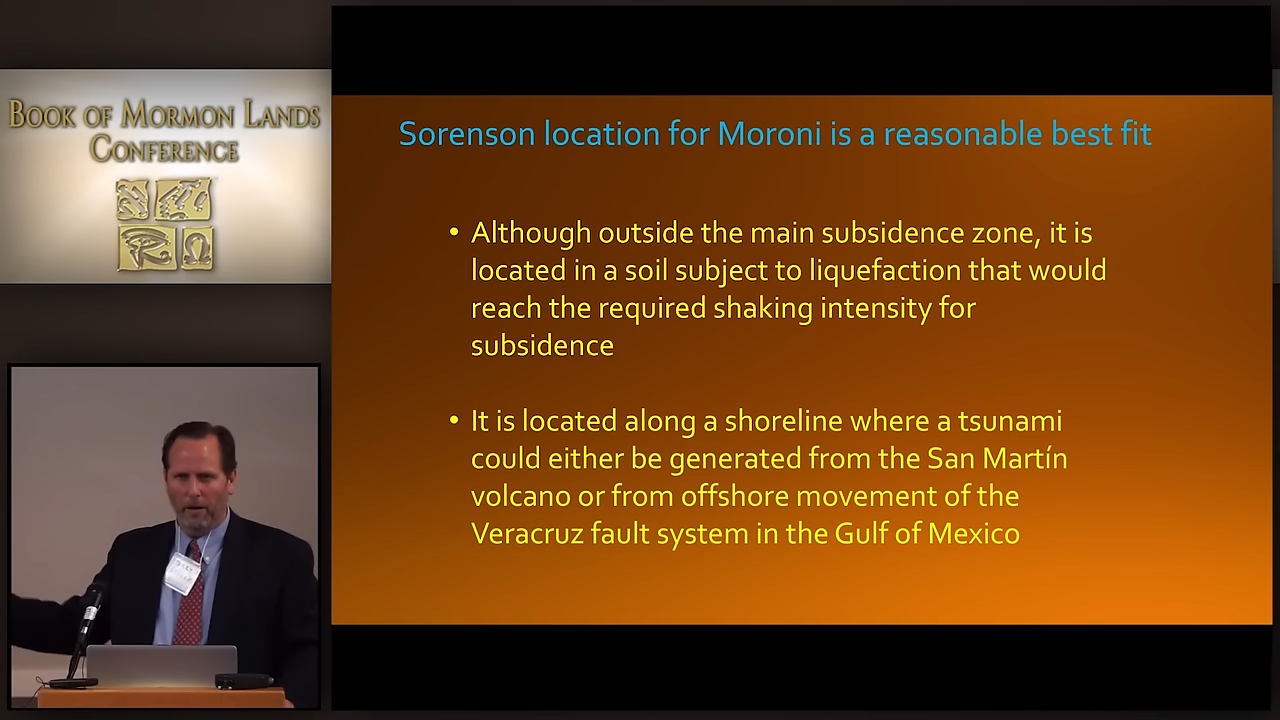 Book of Mormon Lands
Conference
Sorenson location for Moroni is a reasonable best fit
• Although outside the main subsidence zone, it is
located in a soil subject to liquefaction that would
reach the required shaking intensity for
subsidence
• It is located along a shoreline where a tsunami
could either be generated from the San Martín
volcano or from offshore movement of the
Veracruz fault system in the Gulf of Mexico